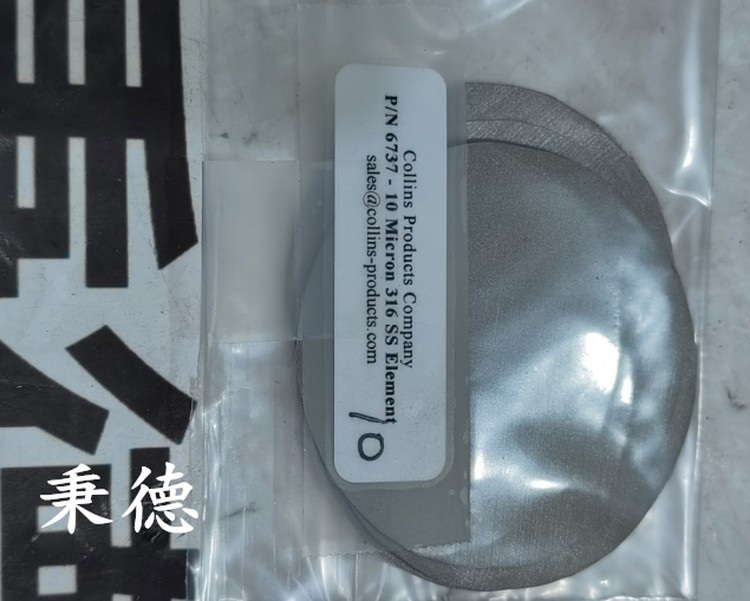 Collins Products Company
P/N 6737 - 10 Micron 316 SS Element
sales@collins-products.com
10
秉德